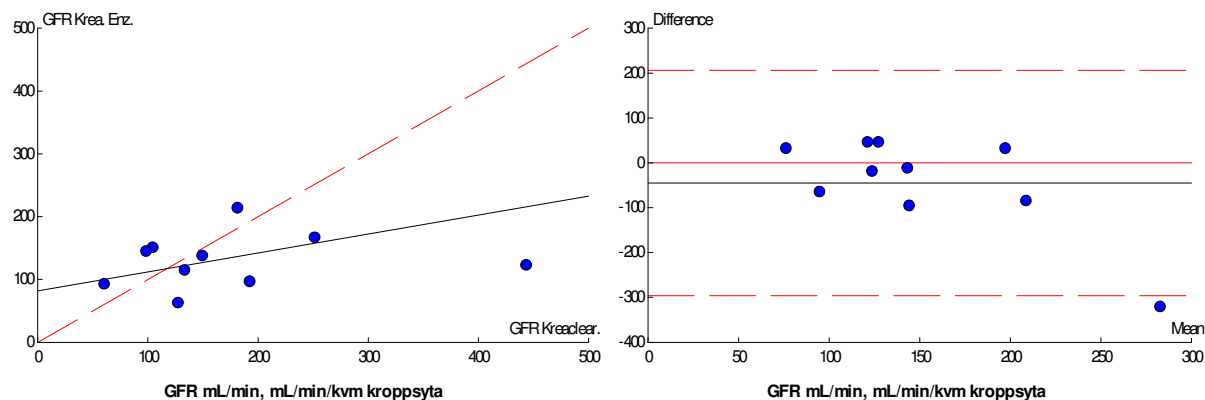 GFR Krea. Enz.
500
400
300
200
100
0
GFR Kreaclear.
0 100 200 300 400 500
GFR mL/min, mL/min/kvm kroppsyta
Difference
300
200
100
0
-100
-200
-300
-400
Mean
0 50 100 150 200 250 300
GFR mL/min, mL/min/kvm kroppsyta